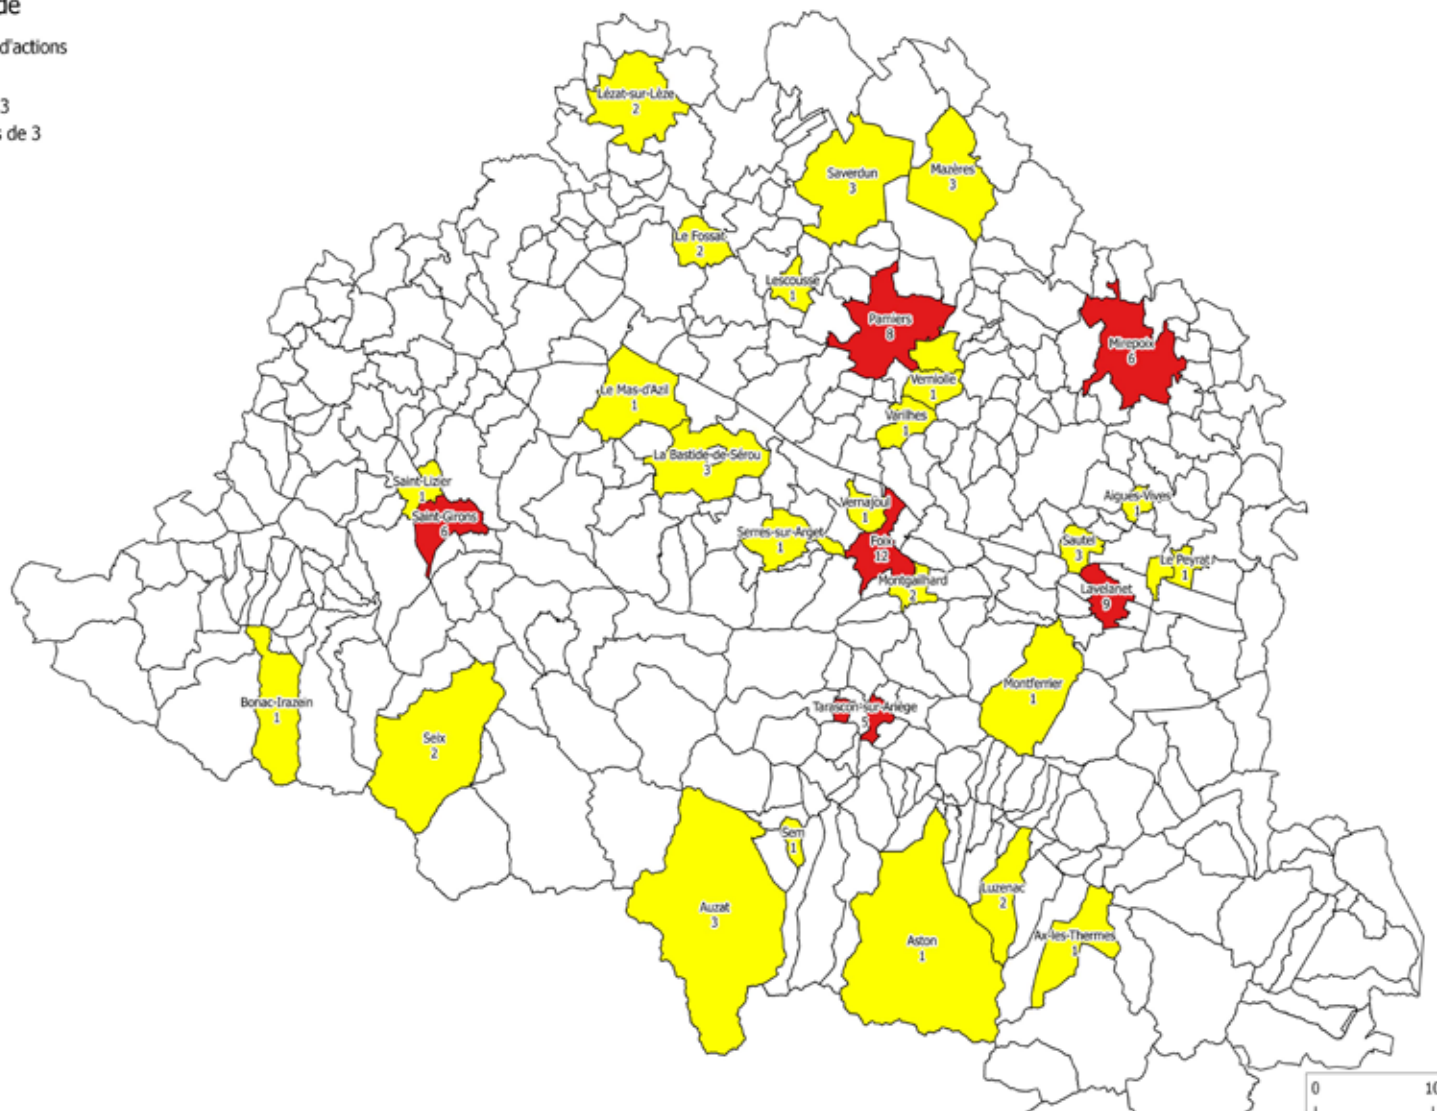 de
d'actions
3
s de 3
Lézat-sur-Lèze
2
Saverdun
3
Mazères
3
Le Fossat
2
Lescousse
1
Pamiers
8
Mirepoix
6
Verniolle
1
Le Mas-d'Azil
1
Varilhes
1
La Bastide-de-Sérou
3
Saint-Lizier
1
Saint-Girons
6
Vernajoul
1
Aigues-Vives
1
Serres-sur-Arget
1
Foix
12
Sautel
3
Le Peyrat
1
Montgailhard
2
Lavelanet
9
Montferrier
1
Bonac-Irazein
1
Tarascon-sur-Ariège
5
Seix
2
Sem
1
Luzenac
2
Auzat
3
Aston
1
Ax-les-Thermes
1
0
10